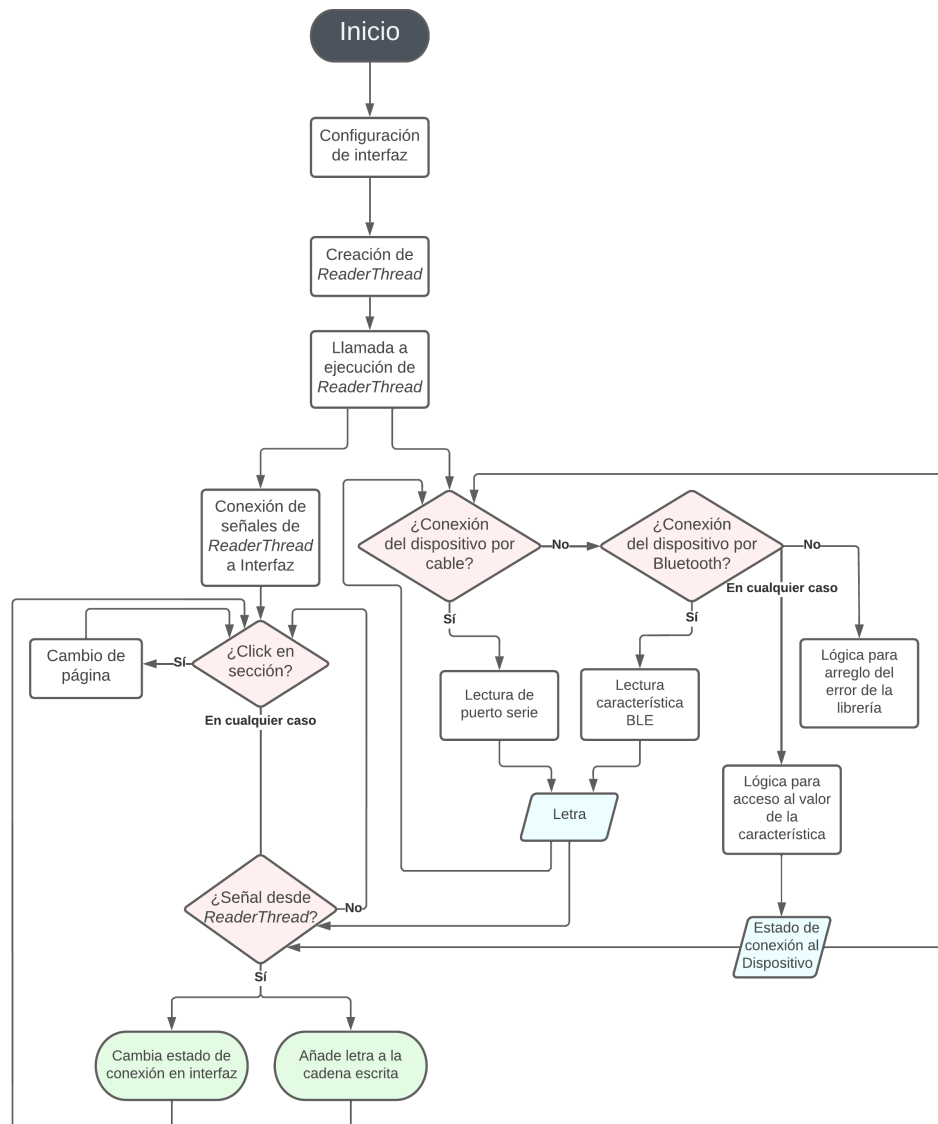 Inicio
Configuración
de interfaz
Creación de
ReaderThread
Llamada a
ejecución de
ReaderThread
Conexión de
señales de
ReaderThread
a Interfaz
¿Conexión
del dispositivo por
cable?
No
¿Conexión
del dispositivo por
Bluetooth?
No
En cualquier caso
Sí
Sí
Cambio de
página
Sí
¿Click en
sección?
En cualquier caso
Lectura de
puerto serie
Lectura
característica
BLE
Lógica para
arreglo del
error de la
librería
Letra
Lógica para
acceso al valor
de la
característica
¿Señal desde
ReaderThread?
No
Estado de
conexión al
Dispositivo
Sí
Cambia estado de
conexión en interfaz
Añade letra a la
cadena escrita